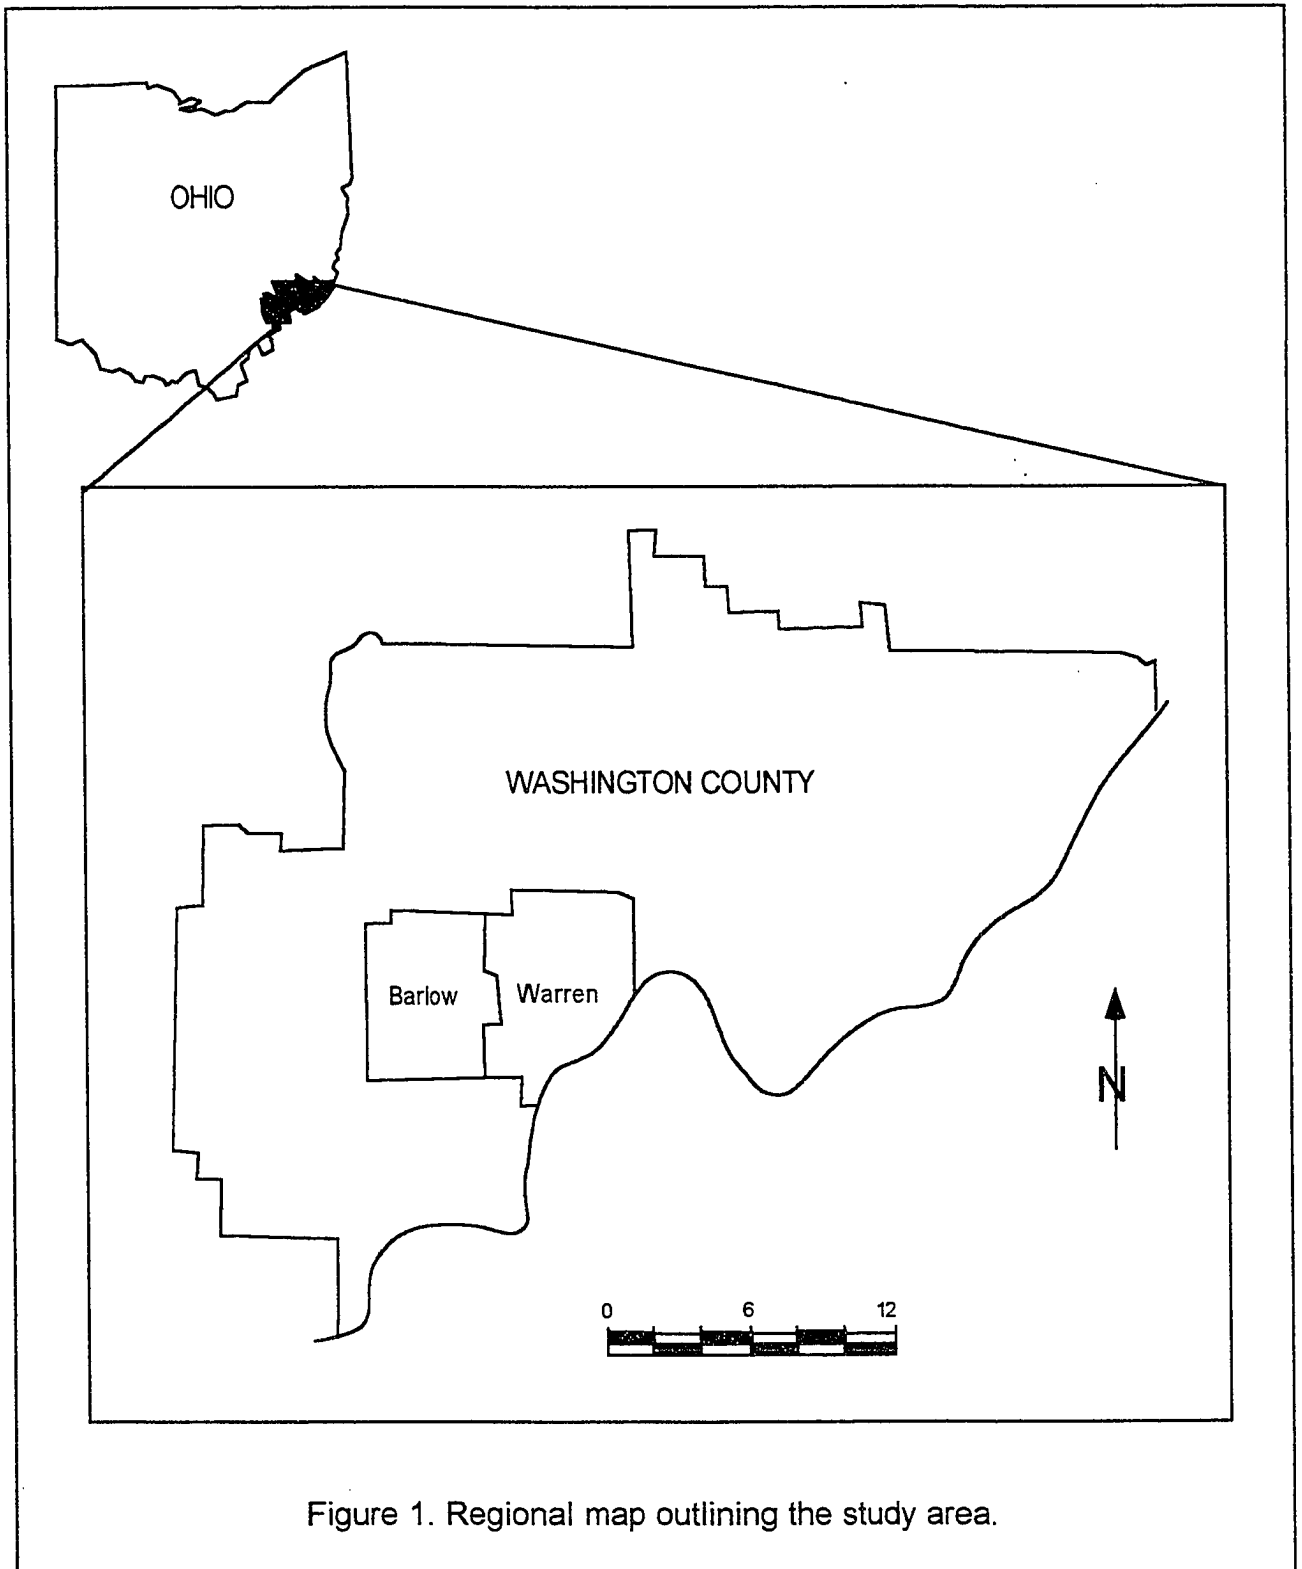 OHIO
WASHINGTON COUNTY
Barlow
Warren
N
0 6 12
Figure 1. Regional map outlining the study area.